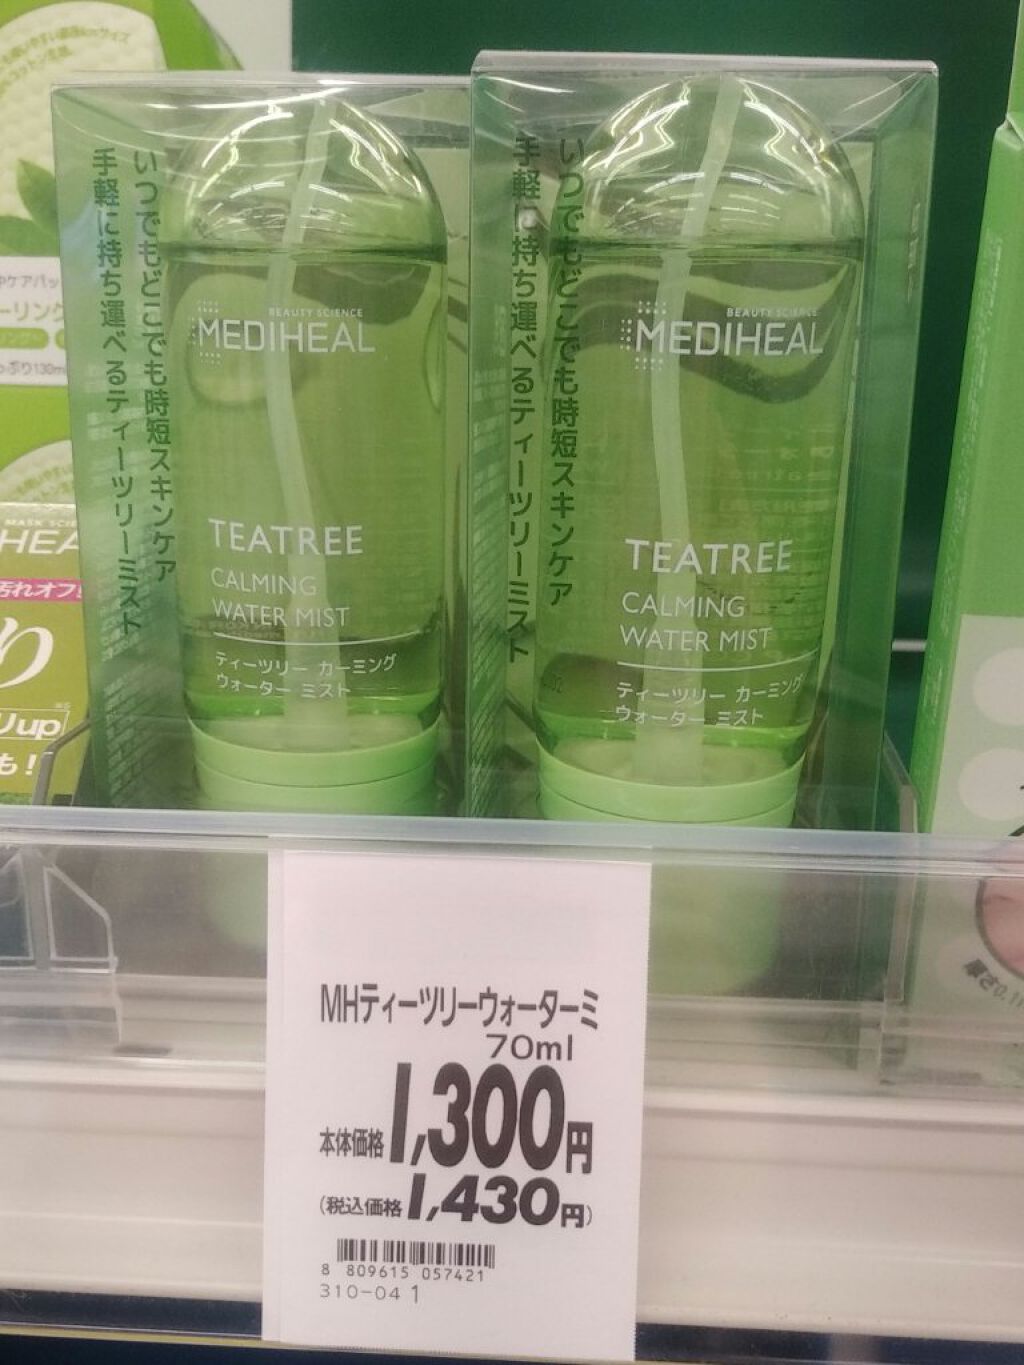 いつでもどこでも時短スキンケア
手軽に持ち運べるティーツリーミスト
BEAUTY SCIENCE
MEDIHEAL
TEATREE
CALMING
WATER MIST
ティーツリー カーミング
ウォーター ミスト
いつでもどこでも時短スキンケア
手軽に持ち運べるティーツリーミスト
BEAUTY SCIENCE
MEDIHEAL
TEATREE
CALMING
WATER MIST
ティーツリー カーミング
ウォーター ミスト
汚れオフ!
up
も!
MHティーツリーウォーターミ
70ml
本体価格1,300円
(税込価格1,430円)
8 809615 057421
310-04 1